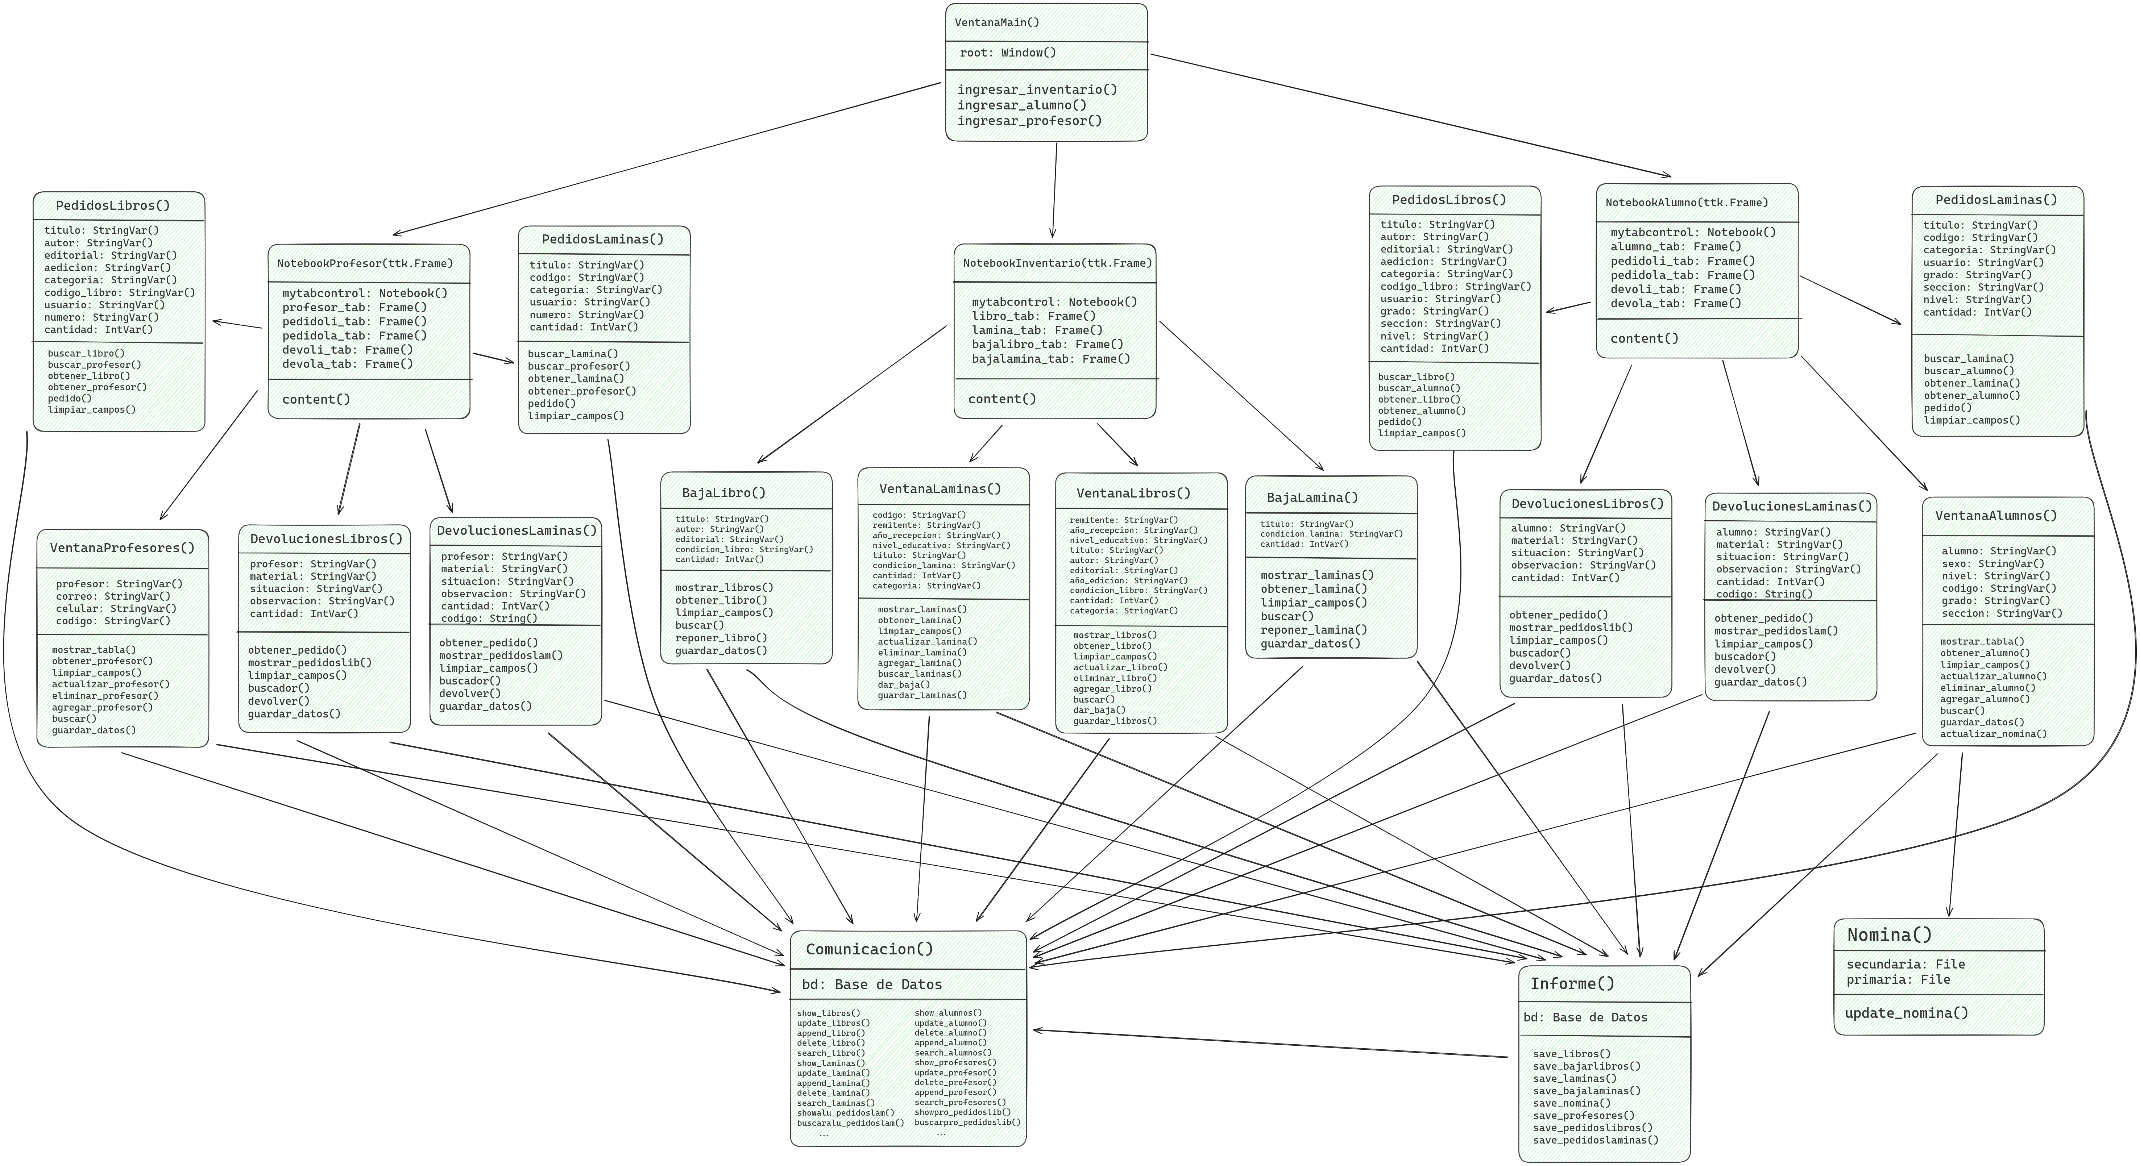 VentanaMain()
root: Window()
ingresar_inventario()
ingresar_alumno()
ingresar_profesor()
PedidosLibros()
titulo: StringVar()
autor: StringVar()
editorial: StringVar()
aedicion: StringVar()
categoria: StringVar()
codigo_libro: StringVar()
usuario: StringVar()
numero: StringVar()
cantidad: IntVar()
buscar_libro()
buscar_profesor()
obtener_libro()
obtener_profesor()
pedido()
limpiar_campos()
NotebookProfesor(ttk.Frame)
mytabcontrol: Notebook()
profesor_tab: Frame()
pedidoli_tab: Frame()
pedidola_tab: Frame()
devoli_tab: Frame()
devola_tab: Frame()
content()
PedidosLaminas()
titulo: StringVar()
codigo: StringVar()
categoria: StringVar()
usuario: StringVar()
numero: StringVar()
cantidad: IntVar()
buscar_lamina()
buscar_profesor()
obtener_lamina()
obtener_profesor()
pedido()
limpiar_campos()
NotebookInventario(ttk.Frame)
mytabcontrol: Notebook()
libro_tab: Frame()
lamina_tab: Frame()
bajalibro_tab: Frame()
bajalamina_tab: Frame()
content()
PedidosLibros()
titulo: StringVar()
autor: StringVar()
editorial: StringVar()
aedicion: StringVar()
categoria: StringVar()
codigo_libro: StringVar()
usuario: StringVar()
grado: StringVar()
seccion: StringVar()
nivel: StringVar()
cantidad: IntVar()
buscar_libro()
buscar_alumno()
obtener_libro()
obtener_alumno()
pedido()
limpiar_campos()
NotebookAlumno(ttk.Frame)
mytabcontrol: Notebook()
alumno_tab: Frame()
pedidoli_tab: Frame()
pedidola_tab: Frame()
devoli_tab: Frame()
devola_tab: Frame()
content()
PedidosLaminas()
titulo: StringVar()
codigo: StringVar()
categoria: StringVar()
usuario: StringVar()
grado: StringVar()
seccion: StringVar()
nivel: StringVar()
cantidad: IntVar()
buscar_lamina()
buscar_alumno()
obtener_lamina()
obtener_alumno()
pedido()
limpiar_campos()
VentanaProfesores()
profesor: StringVar()
correo: StringVar()
celular: StringVar()
codigo: StringVar()
mostrar_tabla()
obtener_profesor()
limpiar_campos()
actualizar_profesor()
eliminar_profesor()
agregar_profesor()
buscar()
guardar_datos()
DevolucionesLibros()
profesor: StringVar()
material: StringVar()
situacion: StringVar()
observacion: StringVar()
cantidad: IntVar()
obtener_pedido()
mostrar_pedidoslib()
limpiar_campos()
buscador()
devolver()
guardar_datos()
DevolucionesLaminas()
profesor: StringVar()
material: StringVar()
situacion: StringVar()
observacion: StringVar()
cantidad: IntVar()
codigo: String()
obtener_pedido()
mostrar_pedidoslam()
limpiar_campos()
buscador()
devolver()
guardar_datos()
BajaLibro()
titulo: StringVar()
autor: StringVar()
editorial: StringVar()
condicion_libro: StringVar()
cantidad: IntVar()
mostrar_libros()
obtener_libro()
limpiar_campos()
buscar()
reponer_libro()
guardar_datos()
VentanaLaminas()
codigo: StringVar()
remitente: StringVar()
año_recepcion: StringVar()
nivel_educativo: StringVar()
titulo: StringVar()
condicion_lamina: StringVar()
cantidad: IntVar()
categoria: StringVar()
mostrar_laminas()
obtener_lamina()
limpiar_campos()
actualizar_lamina()
eliminar_lamina()
agregar_lamina()
buscar_laminas()
dar_baja()
guardar_laminas()
VentanaLibros()
remitente: StringVar()
año_recepcion: StringVar()
nivel_educativo: StringVar()
titulo: StringVar()
autor: StringVar()
editorial: StringVar()
año_edicion: StringVar()
condicion_libro: StringVar()
cantidad: IntVar()
categoria: StringVar()
mostrar_libros()
obtener_libro()
limpiar_campos()
actualizar_libro()
eliminar_libro()
agregar_libro()
buscar()
dar_baja()
guardar_libros()
BajaLamina()
titulo: StringVar()
condicion_lamina: StringVar()
cantidad: IntVar()
mostrar_laminas()
obtener_lamina()
limpiar_campos()
buscar()
reponer_lamina()
guardar_datos()
DevolucionesLibros()
alumno: StringVar()
material: StringVar()
situacion: StringVar()
observacion: StringVar()
cantidad: IntVar()
obtener_pedido()
mostrar_pedidoslib()
limpiar_campos()
buscador()
devolver()
guardar_datos()
DevolucionesLaminas()
alumno: StringVar()
material: StringVar()
situacion: StringVar()
observacion: StringVar()
cantidad: IntVar()
codigo: String()
obtener_pedido()
mostrar_pedidoslam()
limpiar_campos()
buscador()
devolver()
guardar_datos()
VentanaAlumnos()
alumno: StringVar()
sexo: StringVar()
nivel: StringVar()
codigo: StringVar()
grado: StringVar()
seccion: StringVar()
mostrar_tabla()
obtener_alumno()
limpiar_campos()
actualizar_alumno()
eliminar_alumno()
agregar_alumno()
buscar()
guardar_datos()
actualizar_nomina()
Comunicacion()
bd: Base de Datos
show_libros()
update_libros()
append_libro()
delete_libro()
search_libro()
show_laminas()
update_lamina()
append_lamina()
delete_lamina()
search_laminas()
showalu_pedidoslam()
buscaralu_pedidoslam()
...
show_alumnos()
update_alumno()
delete_alumno()
append_alumno()
search_alumnos()
show_profesores()
update_profesor()
delete_profesor()
append_profesor()
search_profesores()
showpro_pedidoslib()
buscarpro_pedidoslib()
...
Informe()
bd: Base de Datos
save_libros()
save_bajarlibros()
save_laminas()
save_bajalaminas()
save_nomina()
save_profesores()
save_pedidoslibros()
save_pedidoslaminas()
Nomina()
secundaria: File
primaria: File
update_nomina()